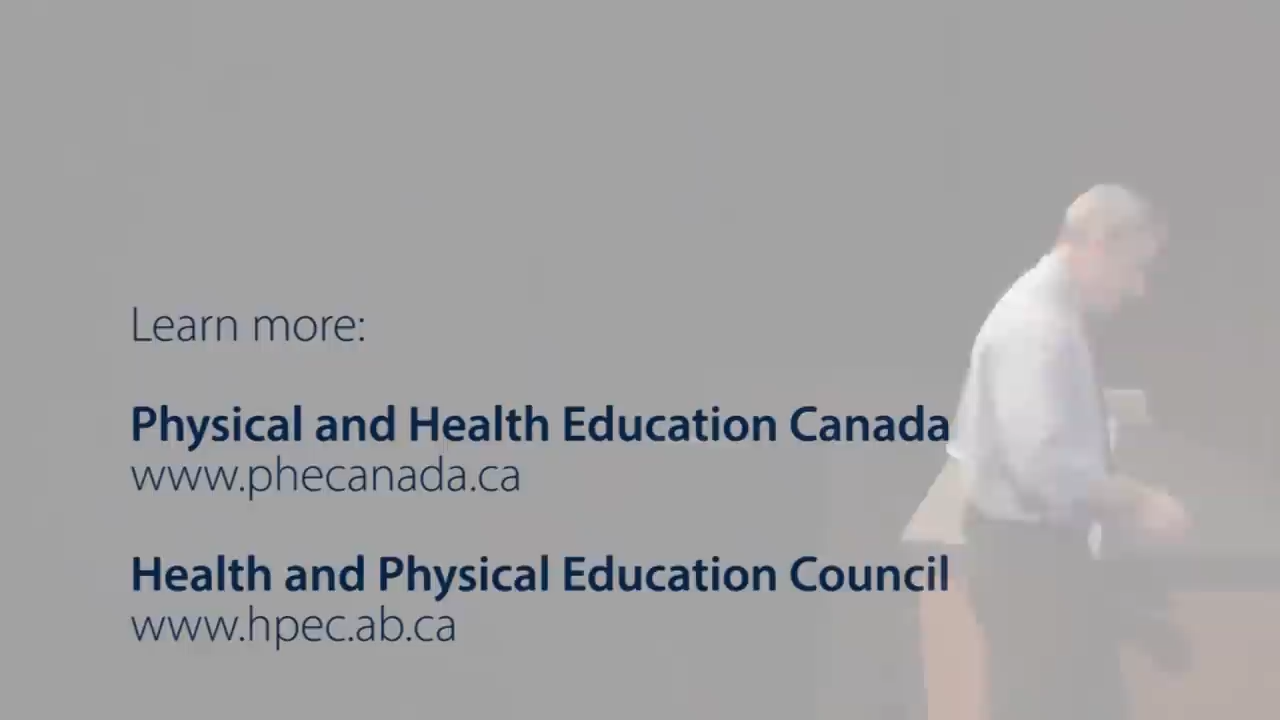 Learn more:
Physical and Health Education Canada
www.phecanada.ca
Health and Physical Education Council
www.hpec.ab.ca